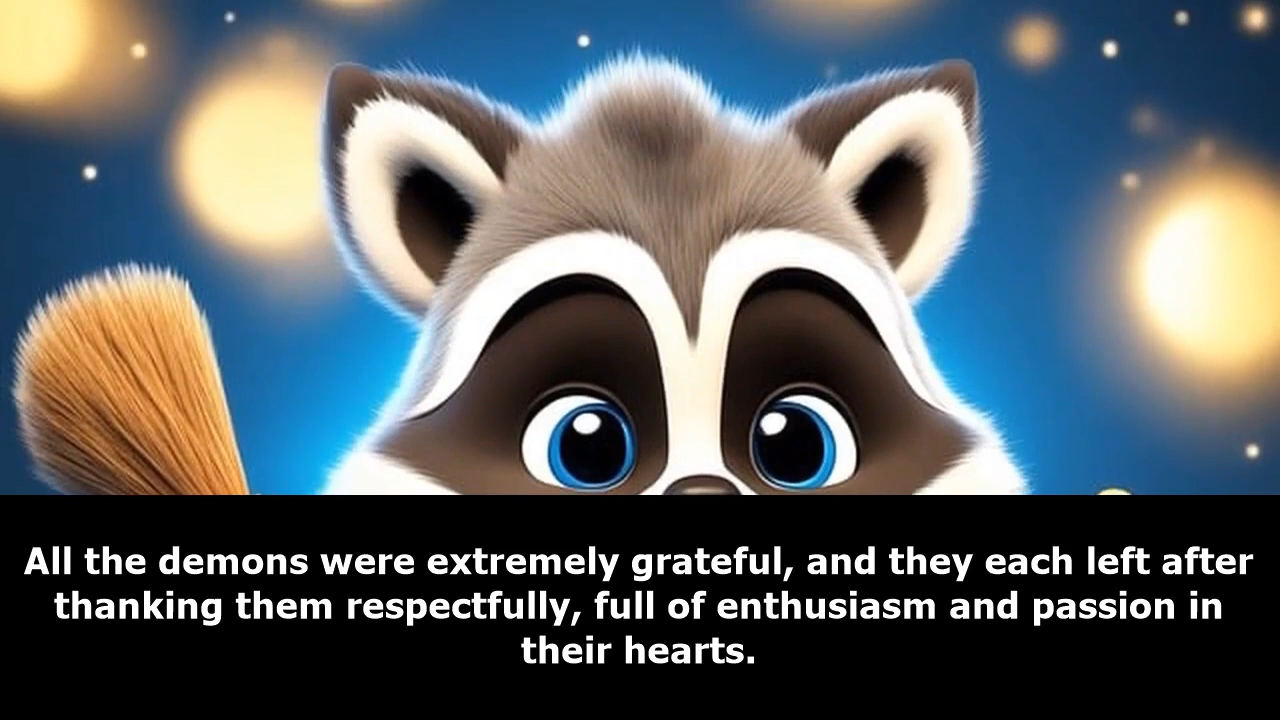 All the demons were extremely grateful, and they each left after
thanking them respectfully, full of enthusiasm and passion in
their hearts.